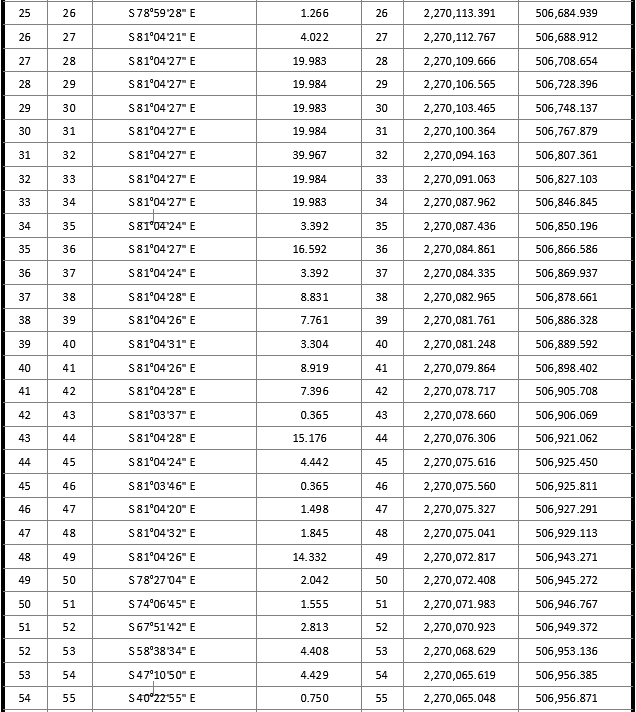 25 26 S 78°59'28" E 1.266 26 2,270,113.391 506,684.939
26 27 S 81°04'21" E 4.022 27 2,270,112.767 506,688.912
27 28 S 81°04'27" E 19.983 28 2,270,109.666 506,708.654
28 29 S 81°04'27" E 19.984 29 2,270,106.565 506,728.396
29 30 S 81°04'27" E 19.983 30 2,270,103.465 506,748.137
30 31 S 81°04'27" E 19.984 31 2,270,100.364 506,767.879
31 32 S 81°04'27" E 39.967 32 2,270,094.163 506,807.361
32 33 S 81°04'27" E 19.984 33 2,270,091.063 506,827.103
33 34 S 81°04'27" E 19.983 34 2,270,087.962 506,846.845
34 35 S 81°04'24" E 3.392 35 2,270,087.436 506,850.196
35 36 S 81°04'27" E 16.592 36 2,270,084.861 506,866.586
36 37 S 81°04'24" E 3.392 37 2,270,084.335 506,869.937
37 38 S 81°04'28" E 8.831 38 2,270,082.965 506,878.661
38 39 S 81°04'26" E 7.761 39 2,270,081.761 506,886.328
39 40 S 81°04'31" E 3.304 40 2,270,081.248 506,889.592
40 41 S 81°04'26" E 8.919 41 2,270,079.864 506,898.402
41 42 S 81°04'28" E 7.396 42 2,270,078.717 506,905.708
42 43 S 81°03'37" E 0.365 43 2,270,078.660 506,906.069
43 44 S 81°04'28" E 15.176 44 2,270,076.306 506,921.062
44 45 S 81°04'24" E 4.442 45 2,270,075.616 506,925.450
45 46 S 81°03'46" E 0.365 46 2,270,075.560 506,925.811
46 47 S 81°04'20" E 1.498 47 2,270,075.327 506,927.291
47 48 S 81°04'32" E 1.845 48 2,270,075.041 506,929.113
48 49 S 81°04'26" E 14.332 49 2,270,072.817 506,943.271
49 50 S 78°27'04" E 2.042 50 2,270,072.408 506,945.272
50 51 S 74°06'45" E 1.555 51 2,270,071.983 506,946.767
51 52 S 67°51'42" E 2.813 52 2,270,070.923 506,949.372
52 53 S 58°38'34" E 4.408 53 2,270,068.629 506,953.136
53 54 S 47°10'50" E 4.429 54 2,270,065.619 506,956.385
54 55 S 40°22'55" E 0.750 55 2,270,065.048 506,956.871